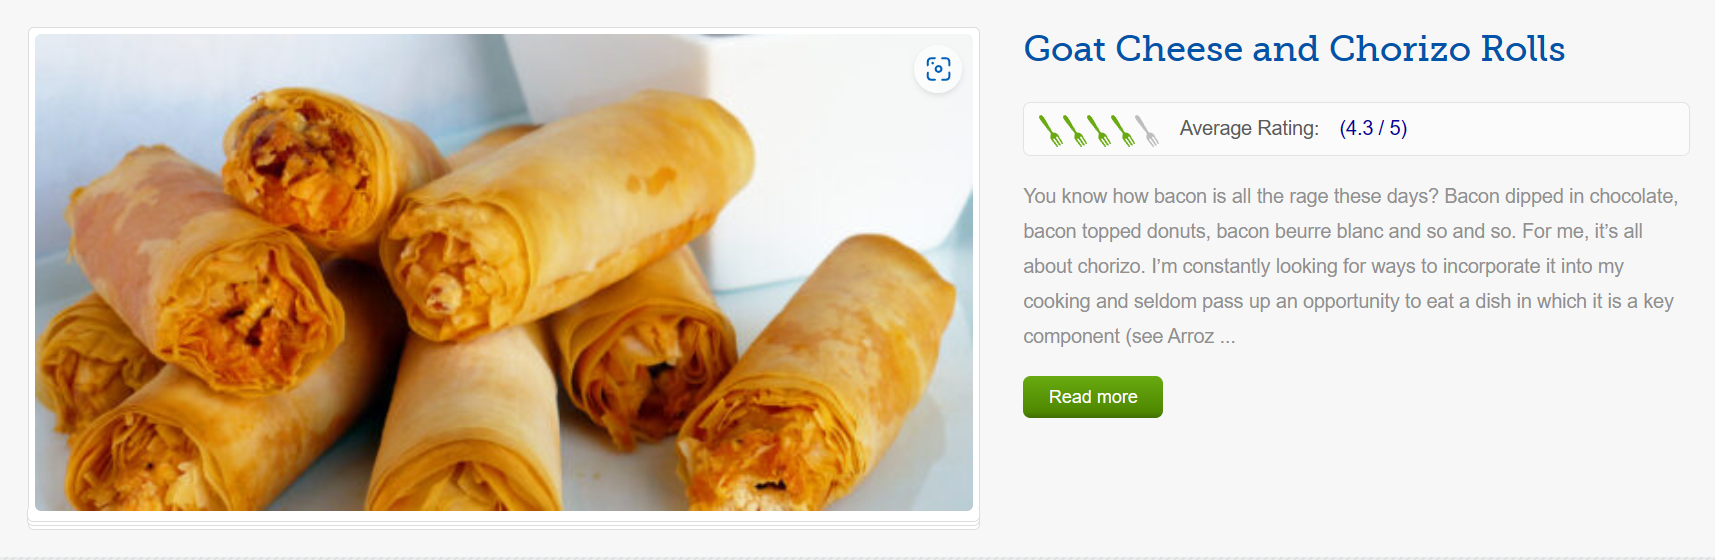 Goat Cheese and Chorizo Rolls
Average Rating: (4.3 / 5)
You know how bacon is all the rage these days? Bacon dipped in chocolate,
bacon topped donuts, bacon beurre blanc and so and so. For me, it’s all
about chorizo. I’m constantly looking for ways to incorporate it into my
cooking and seldom pass up an opportunity to eat a dish in which it is a key
component (see Arroz ...
Read more